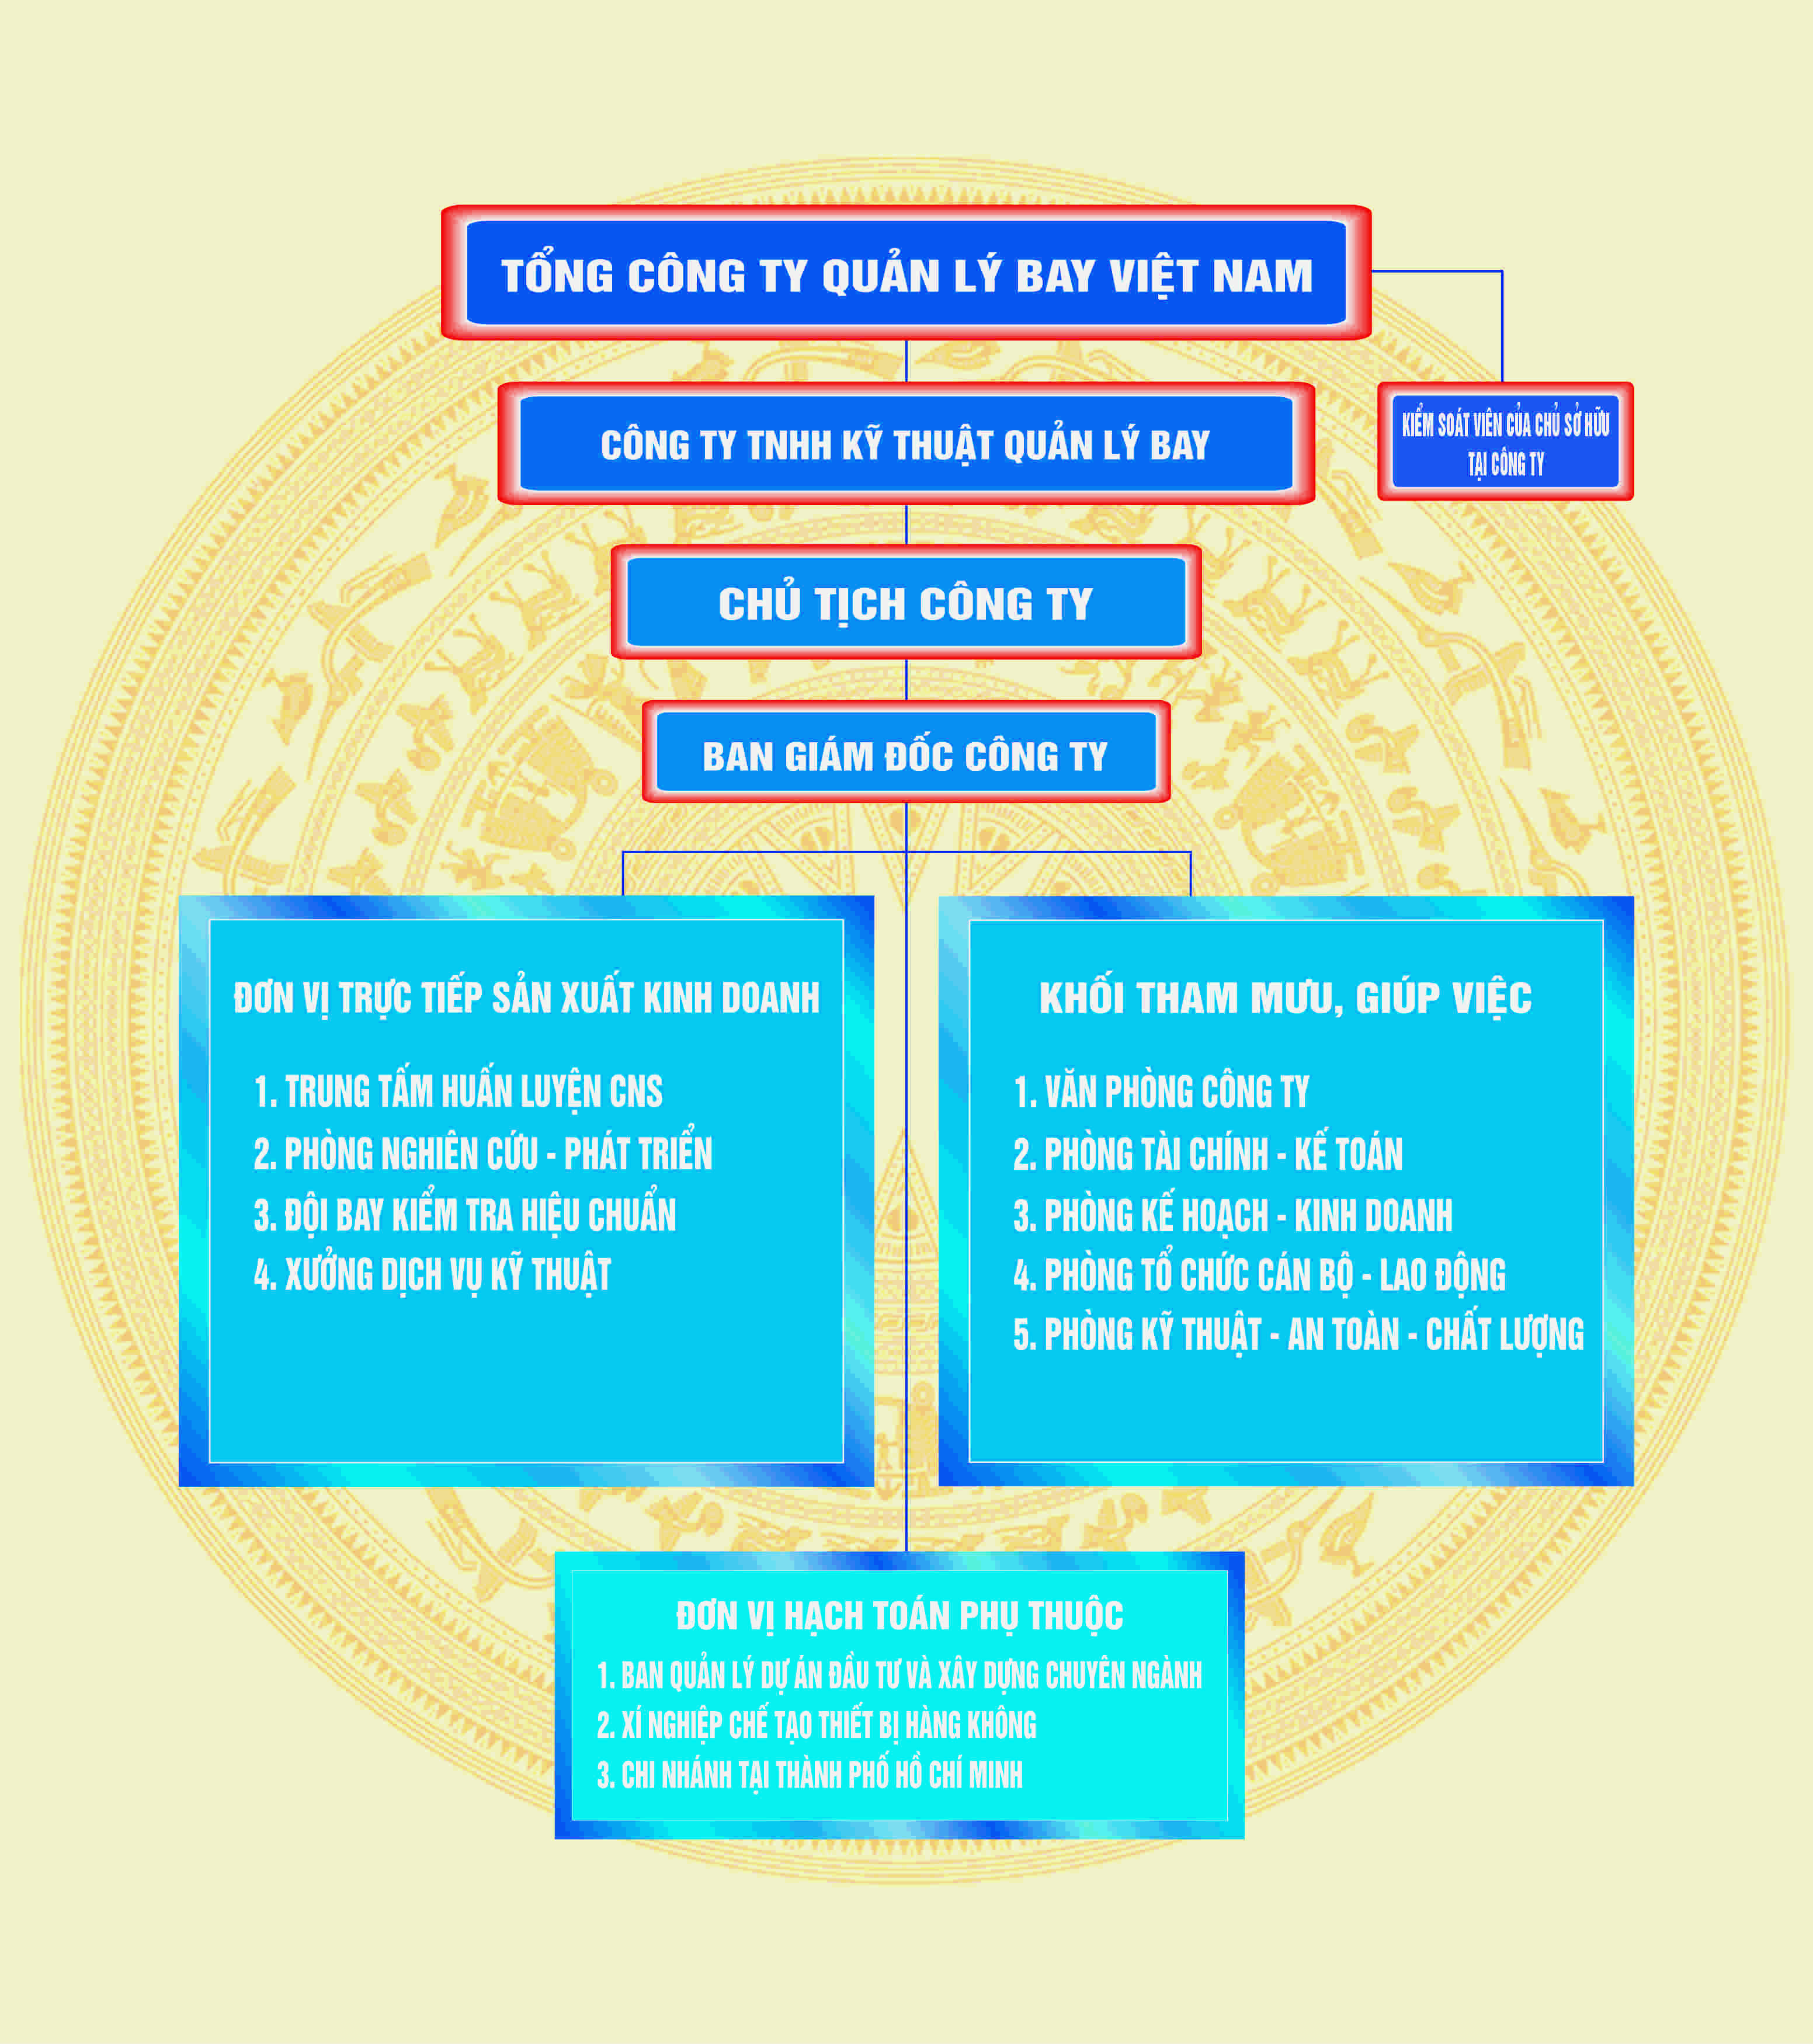 TỔNG CÔNG TY QUẢN LÝ BAY VIỆT NAM
CÔNG TY TNHH KỸ THUẬT QUẢN LÝ BAY
KIỂM SOÁT VIÊN CỦA CHỦ SỞ HỮU
TẠI CÔNG TY
CHỦ TỊCH CÔNG TY
BAN GIÁM ĐỐC CÔNG TY
ĐƠN VỊ TRỰC TIẾP SẢN XUẤT KINH DOANH
1. TRUNG TẤM HUẤN LUYỆN CNS
2. PHÒNG NGHIÊN CỨU - PHÁT TRIỂN
3. ĐỘI BAY KIỂM TRA HIỆU CHUẨN
4. XƯỞNG DỊCH VỤ KỸ THUẬT
KHỐI THAM MƯU, GIÚP VIỆC
1. VĂN PHÒNG CÔNG TY
2. PHÒNG TÀI CHÍNH - KẾ TOÁN
3. PHÒNG KẾ HOẠCH - KINH DOANH
4. PHÒNG TỔ CHỨC CÁN BỘ - LAO ĐỘNG
5. PHÒNG KỸ THUẬT - AN TOÀN - CHẤT LƯỢNG
ĐƠN VỊ HẠCH TOÁN PHỤ THUỘC
1. BAN QUẢN LÝ DỰ ÁN ĐẦU TƯ VÀ XÂY DỰNG CHUYÊN NGÀNH
2. XÍ NGHIỆP CHẾ TẠO THIẾT BỊ HÀNG KHÔNG
3. CHI NHÁNH TẠI THÀNH PHỐ HỒ CHÍ MINH